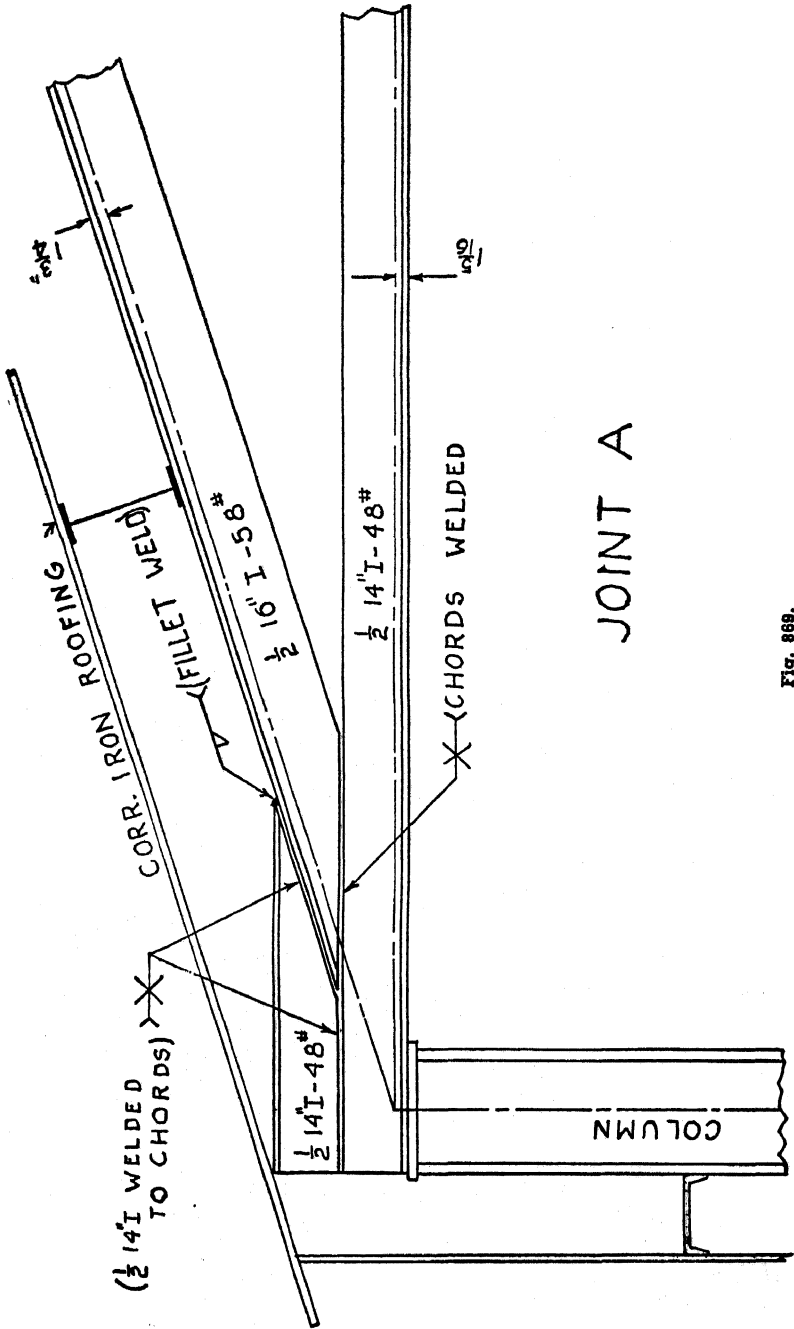 (½ 14"I WELDED
TO CHORDS)
CORR. IRON ROOFING
(FILLET WELD)
½ 16" I-58#
½ 14"I-48#
½ 14"I-48#
(CHORDS WELDED
COLUMN
JOINT A
Fig. 869.